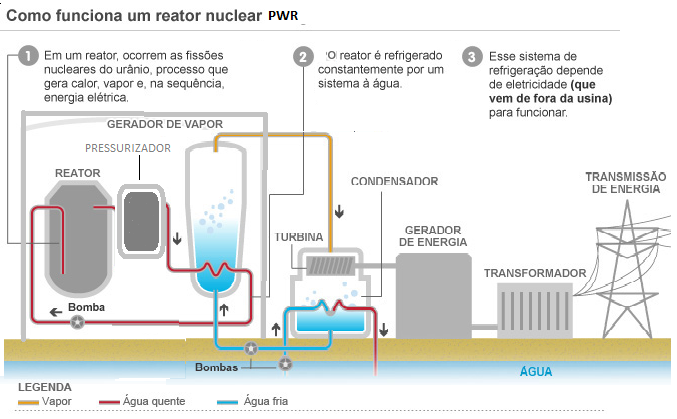 Como funciona um reator nuclear PWR
1 Em um reator, ocorrem as fissões
nucleares do urânio, processo que
gera calor, vapor e, na sequência,
energia elétrica.
2 'O reator é refrigerado
constantemente por um
sistema à água.
3 Esse sistema de
refrigeração depende
de eletricidade (que
vem de fora da usina)
para funcionar.
GERADOR DE VAPOR
PRESSURIZADOR
REATOR
Bomba
TURBINA
CONDENSADOR
GERADOR
DE ENERGIA
TRANSFORMADOR
TRANSMISSÃO
DE ENERGIA
Bombas
ÁGUA
LEGENDA
Vapor
Água quente
Água fria